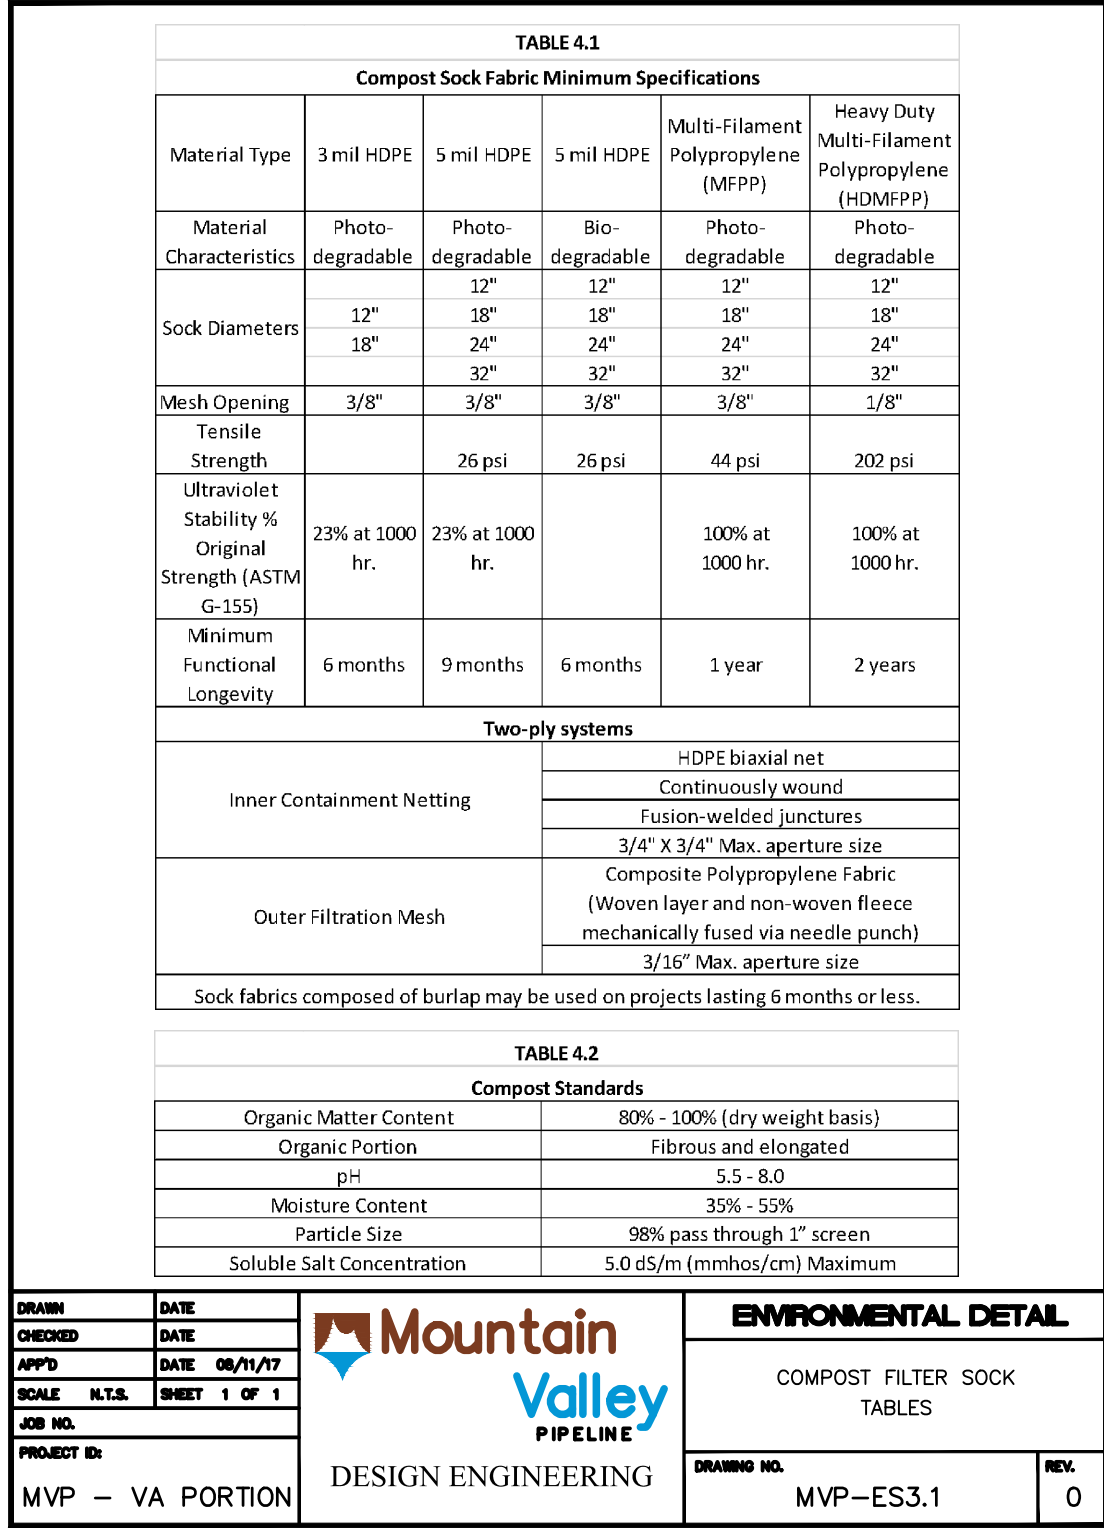 TABLE 4.1
Compost Sock Fabric Minimum Specifications
Material Type
3 mil HDPE
5 mil HDPE
5 mil HDPE
Multi-Filament
Polypropylene
(MFPP)
Heavy Duty
Multi-Filament
Polypropylene
(HDMFPP)
Material
Characteristics
Photo-
degradable
Photo-
degradable
Bio-
degradable
Photo-
degradable
Photo-
degradable
Sock Diameters
12"
18"
12"
18"
24"
32"
12"
18"
24"
32"
12"
18"
24"
32"
12"
18"
24"
32"
Mesh Opening
3/8"
3/8"
3/8"
3/8"
1/8"
Tensile
Strength
26 psi
26 psi
44 psi
202 psi
Ultraviolet
Stability %
Original
Strength (ASTM
G-155)
23% at 1000
hr.
23% at 1000
hr.
100% at
1000 hr.
100% at
1000 hr.
Minimum
Functional
Longevity
6 months
9 months
6 months
1 year
2 years
Two-ply systems
Inner Containment Netting
HDPE biaxial net
Continuously wound
Fusion-welded junctures
3/4" X 3/4" Max. aperture size
Outer Filtration Mesh
Composite Polypropylene Fabric
(Woven layer and non-woven fleece
mechanically fused via needle punch)
3/16” Max. aperture size
Sock fabrics composed of burlap may be used on projects lasting 6 months or less.
TABLE 4.2
Compost Standards
Organic Matter Content
80% - 100% (dry weight basis)
Organic Portion
Fibrous and elongated
pH
5.5 - 8.0
Moisture Content
35% - 55%
Particle Size
98% pass through 1” screen
Soluble Salt Concentration
5.0 dS/m (mmhos/cm) Maximum
DRAWN
DATE
CHECKED
DATE
APP'D
DATE 08/11/17
SCALE N.T.S.
SHEET 1 OF 1
JOB NO.
PROJECT ID:
MVP - VA PORTION
Mountain
Valley
PIPELINE
DESIGN ENGINEERING
ENVIRONMENTAL DETAIL
COMPOST FILTER SOCK
TABLES
DRAWING NO.
MVP-ES3.1
REV.
0